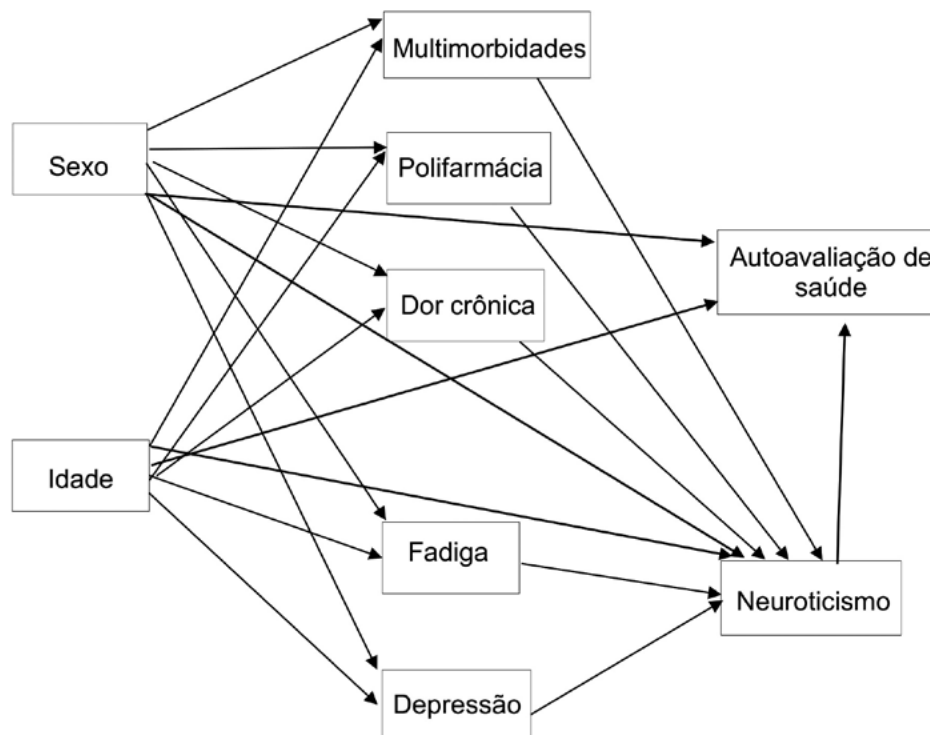 Multimorbidades
Sexo
Polifarmácia
Autoavaliação de
saúde
Dor crônica
Idade
Fadiga
Neuroticismo
Depressão